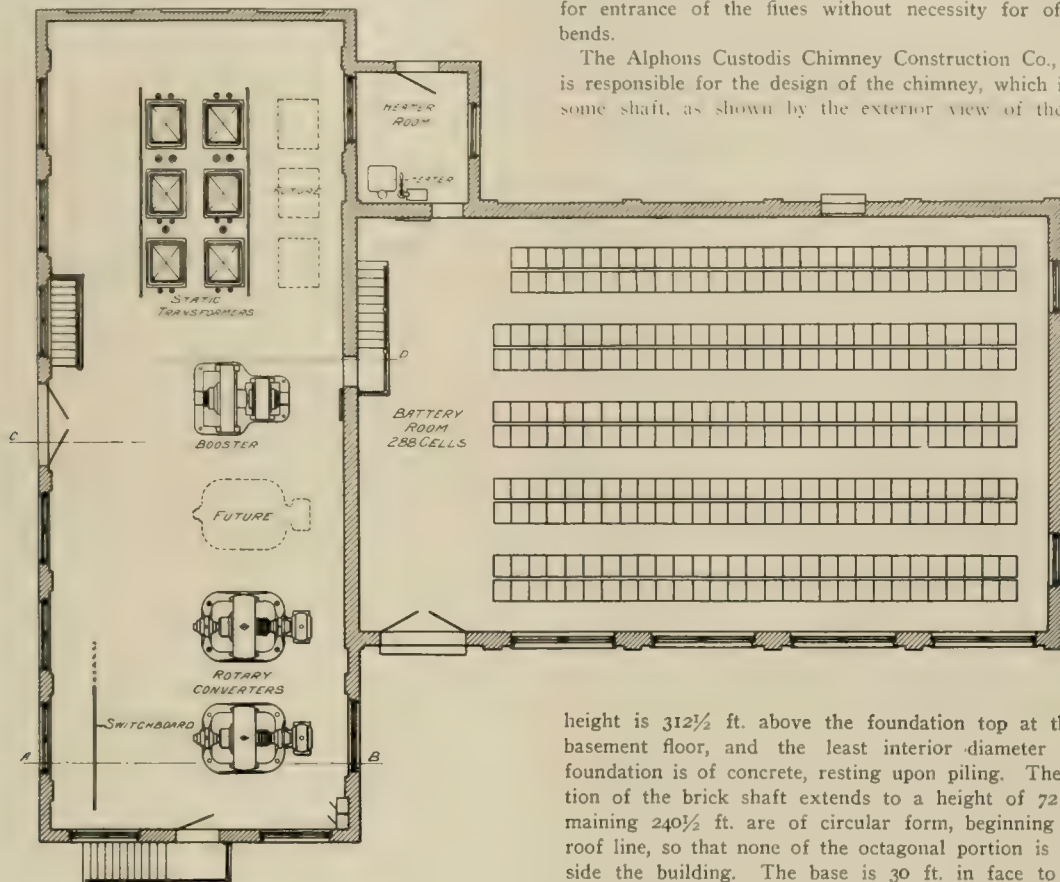 for entrance of the flues without necessity for of
bends.
The Alphons Custodis Chimney Construction Co.,
is responsible for the design of the chimney, which i
some shaft, as shown by the exterior view of the
HEATER
ROOM
HEATER
FUTURE
STATIC
TRANSFORMERS
D
BATTERY
ROOM
288 CELLS
C
BOOSTER
FUTURE
ROTARY
CONVERTERS
SWITCHBOARD
A
B
height is 312½ ft. above the foundation top at th
basement floor, and the least interior diameter
foundation is of concrete, resting upon piling. The
tion of the brick shaft extends to a height of 72
maining 240½ ft. are of circular form, beginning
roof line, so that none of the octagonal portion is
side the building. The base is 30 ft. in face to